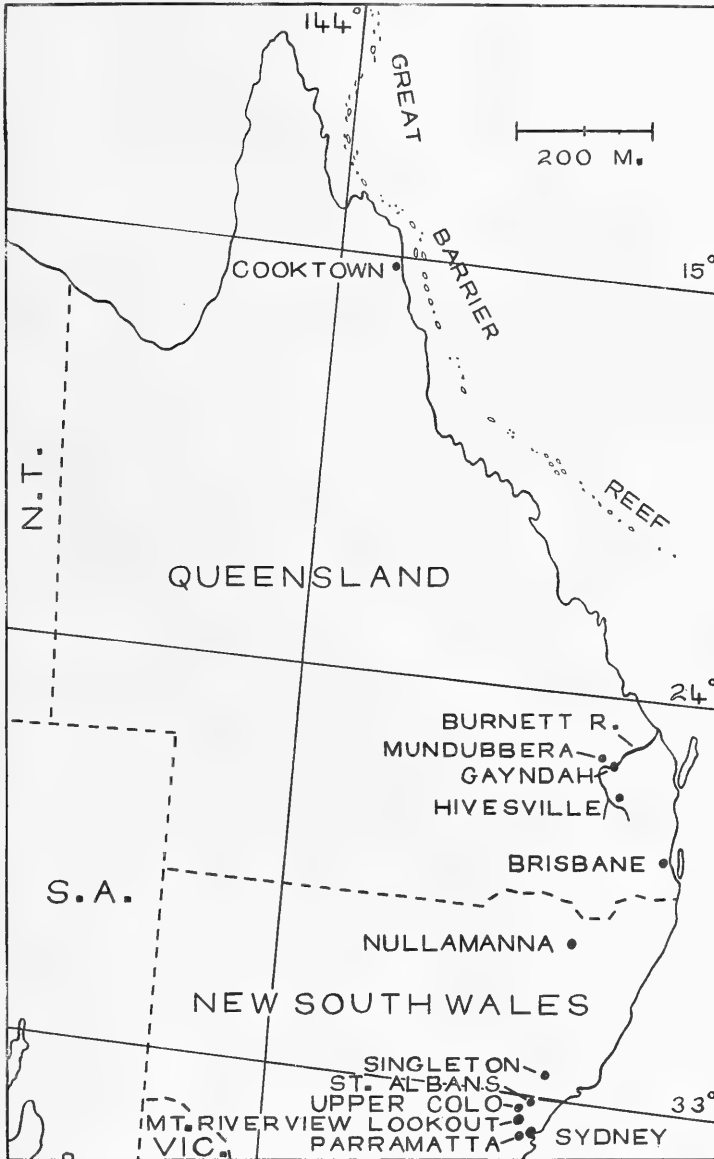 144°
GREAT
200 M.
BARRIER
COOKTOWN
15°
N.T.
REEF
QUEENSLAND
24°
BURNETT R.
MUNDUBBERA
GAYNDAH
HIVESVILLE
BRISBANE
S.A.
NULLAMANNA
NEW SOUTH WALES
SINGLETON
ST. ALBANS
UPPER COLO
33°
MT. RIVERVIEW LOOKOUT
SYDNEY
PARRAMATTA
VIC.